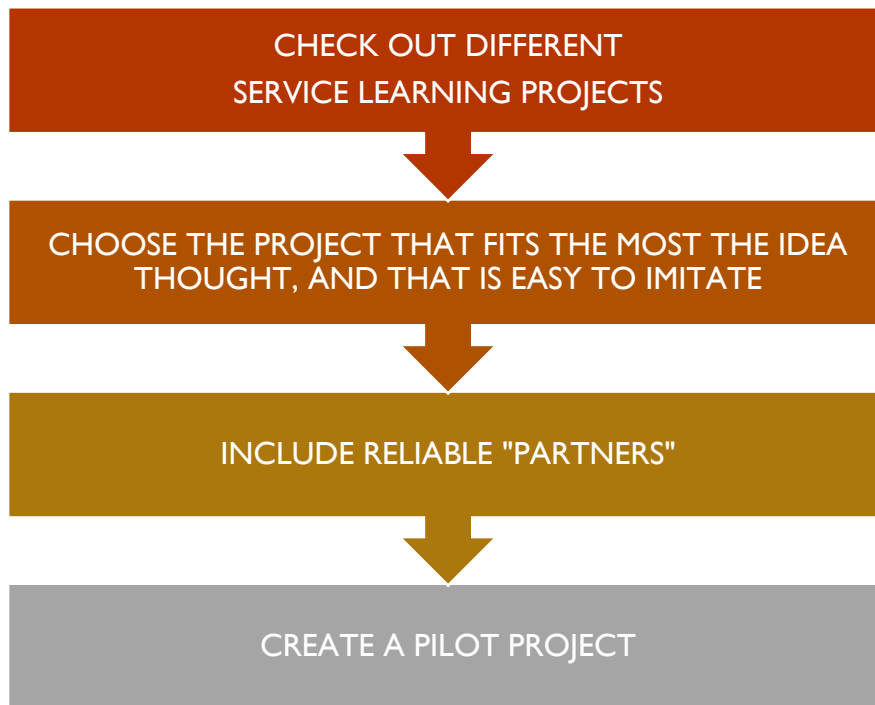 CHECK OUT DIFFERENT
SERVICE LEARNING PROJECTS
CHOOSE THE PROJECT THAT FITS THE MOST THE IDEA
THOUGHT, AND THAT IS EASY TO IMITATE
INCLUDE RELIABLE "PARTNERS"
CREATE A PILOT PROJECT